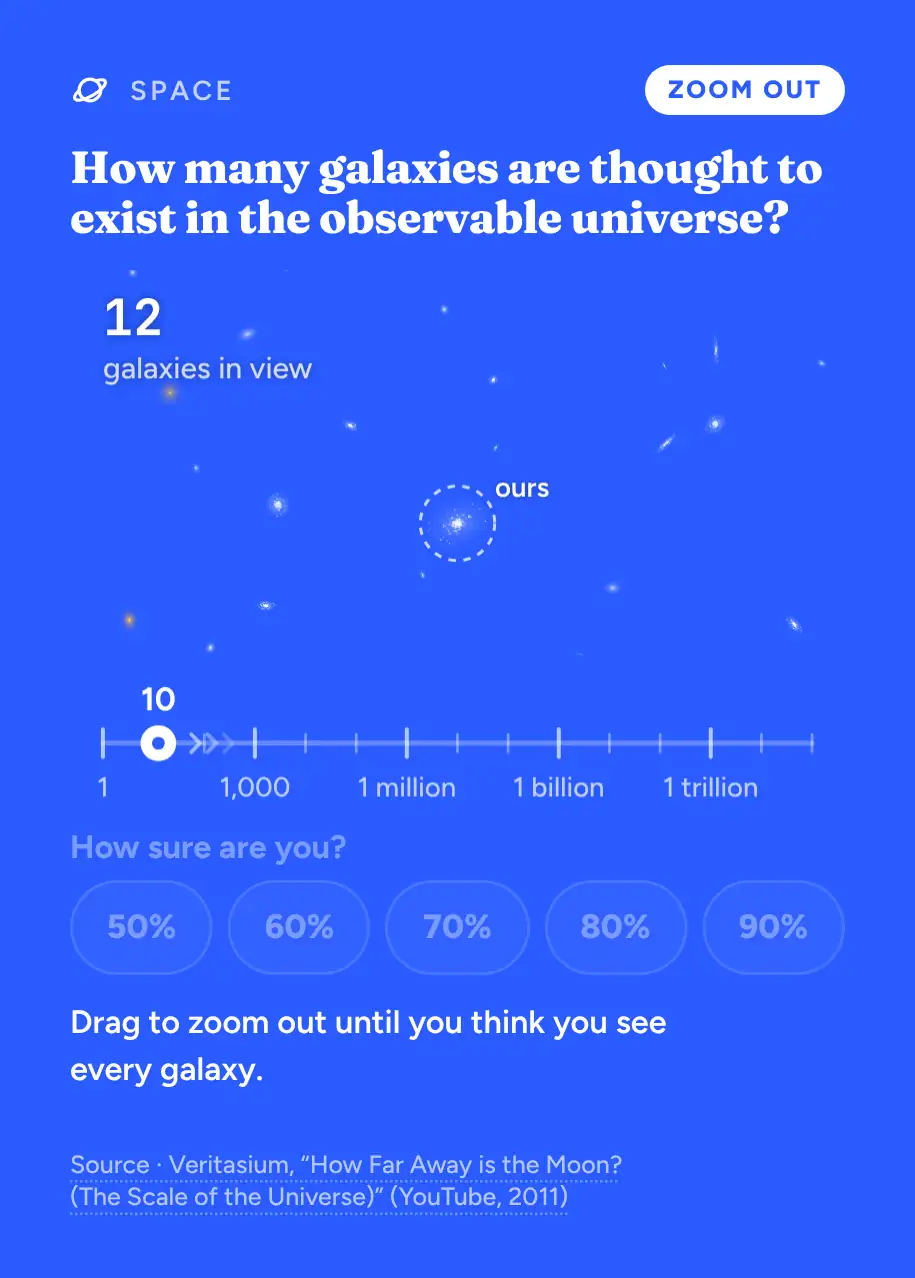 SPACE
ZOOM OUT
How many galaxies are thought to
exist in the observable universe?
12
galaxies in view
ours
10
1
1,000
1 million
1 billion
1 trillion
How sure are you?
50%
60%
70%
80%
90%
Drag to zoom out until you think you see
every galaxy.
Source · Veritasium, “How Far Away is the Moon?
(The Scale of the Universe)” (YouTube, 2011)